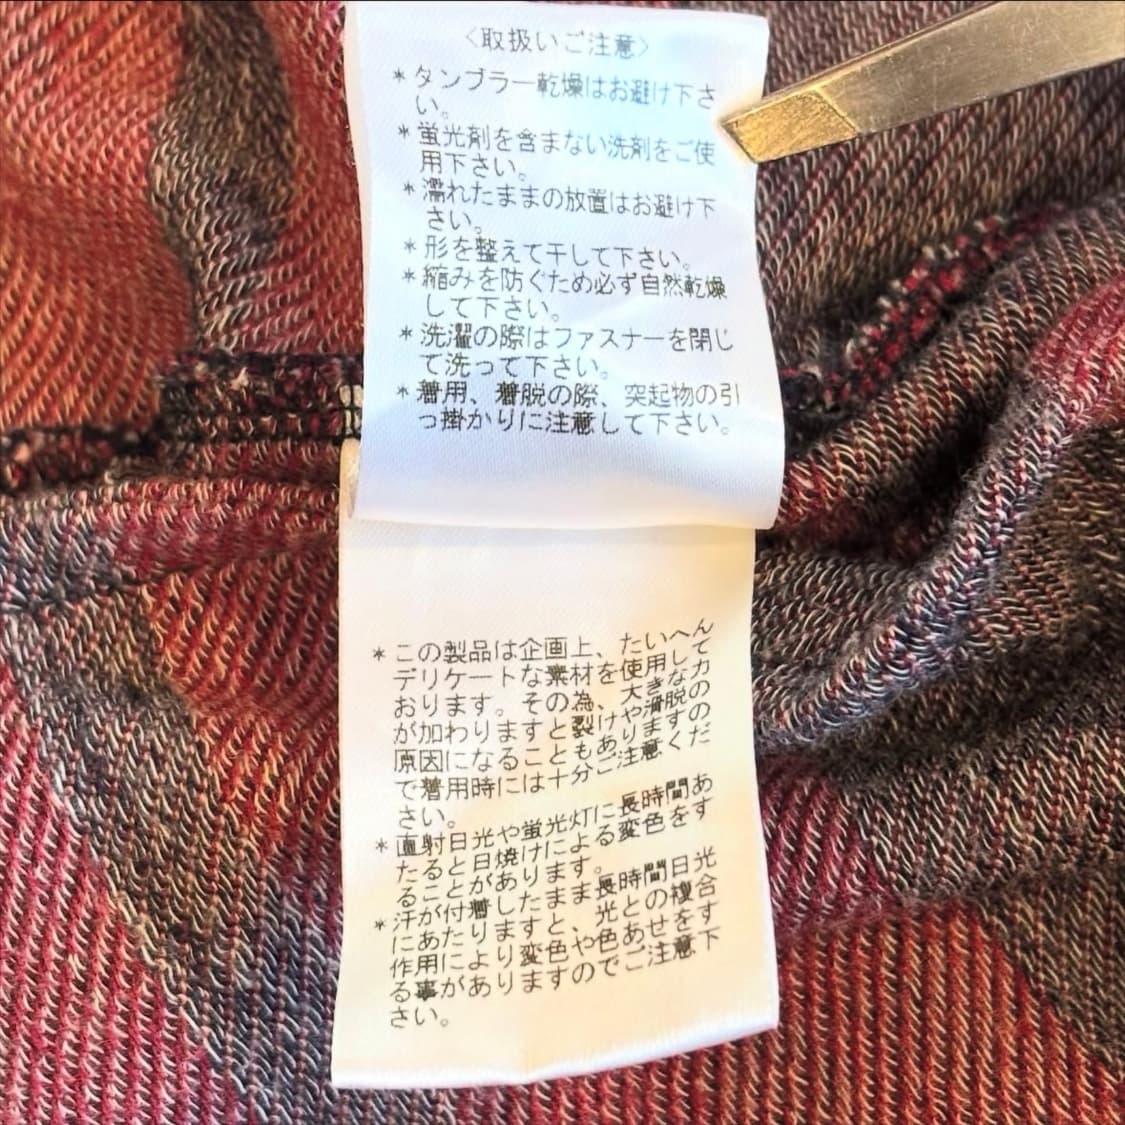 〈取扱いご注意〉
＊タンブラー乾燥はお避け下さ
い。
＊蛍光剤を含まない洗剤をご使
用下さい。
＊濡れたままの放置はお避け下
さい。
＊形を整えて干して下さい。
＊縮みを防ぐため必ず自然乾燥
して下さい。
＊洗濯の際はファスナーを閉じ
て洗って下さい。
＊着用、着脱の際、突起物の引
っ掛かりに注意して下さい。
＊この製品は企画上、たいへん
デリケートな素材を使用して
おります。その為、大きな力
が加わりますと裂けや滑脱の
原因になることもありますの
で着用時には十分ご注意くだ
さい。
＊直射日光や蛍光灯に長時間あ
たると日焼けによる変色をす
ることがあります。
＊汗が付着したまま長時間日光
にあたりますと、光との複合
作用により変色や色あせをす
る事がありますのでご注意下
さい。